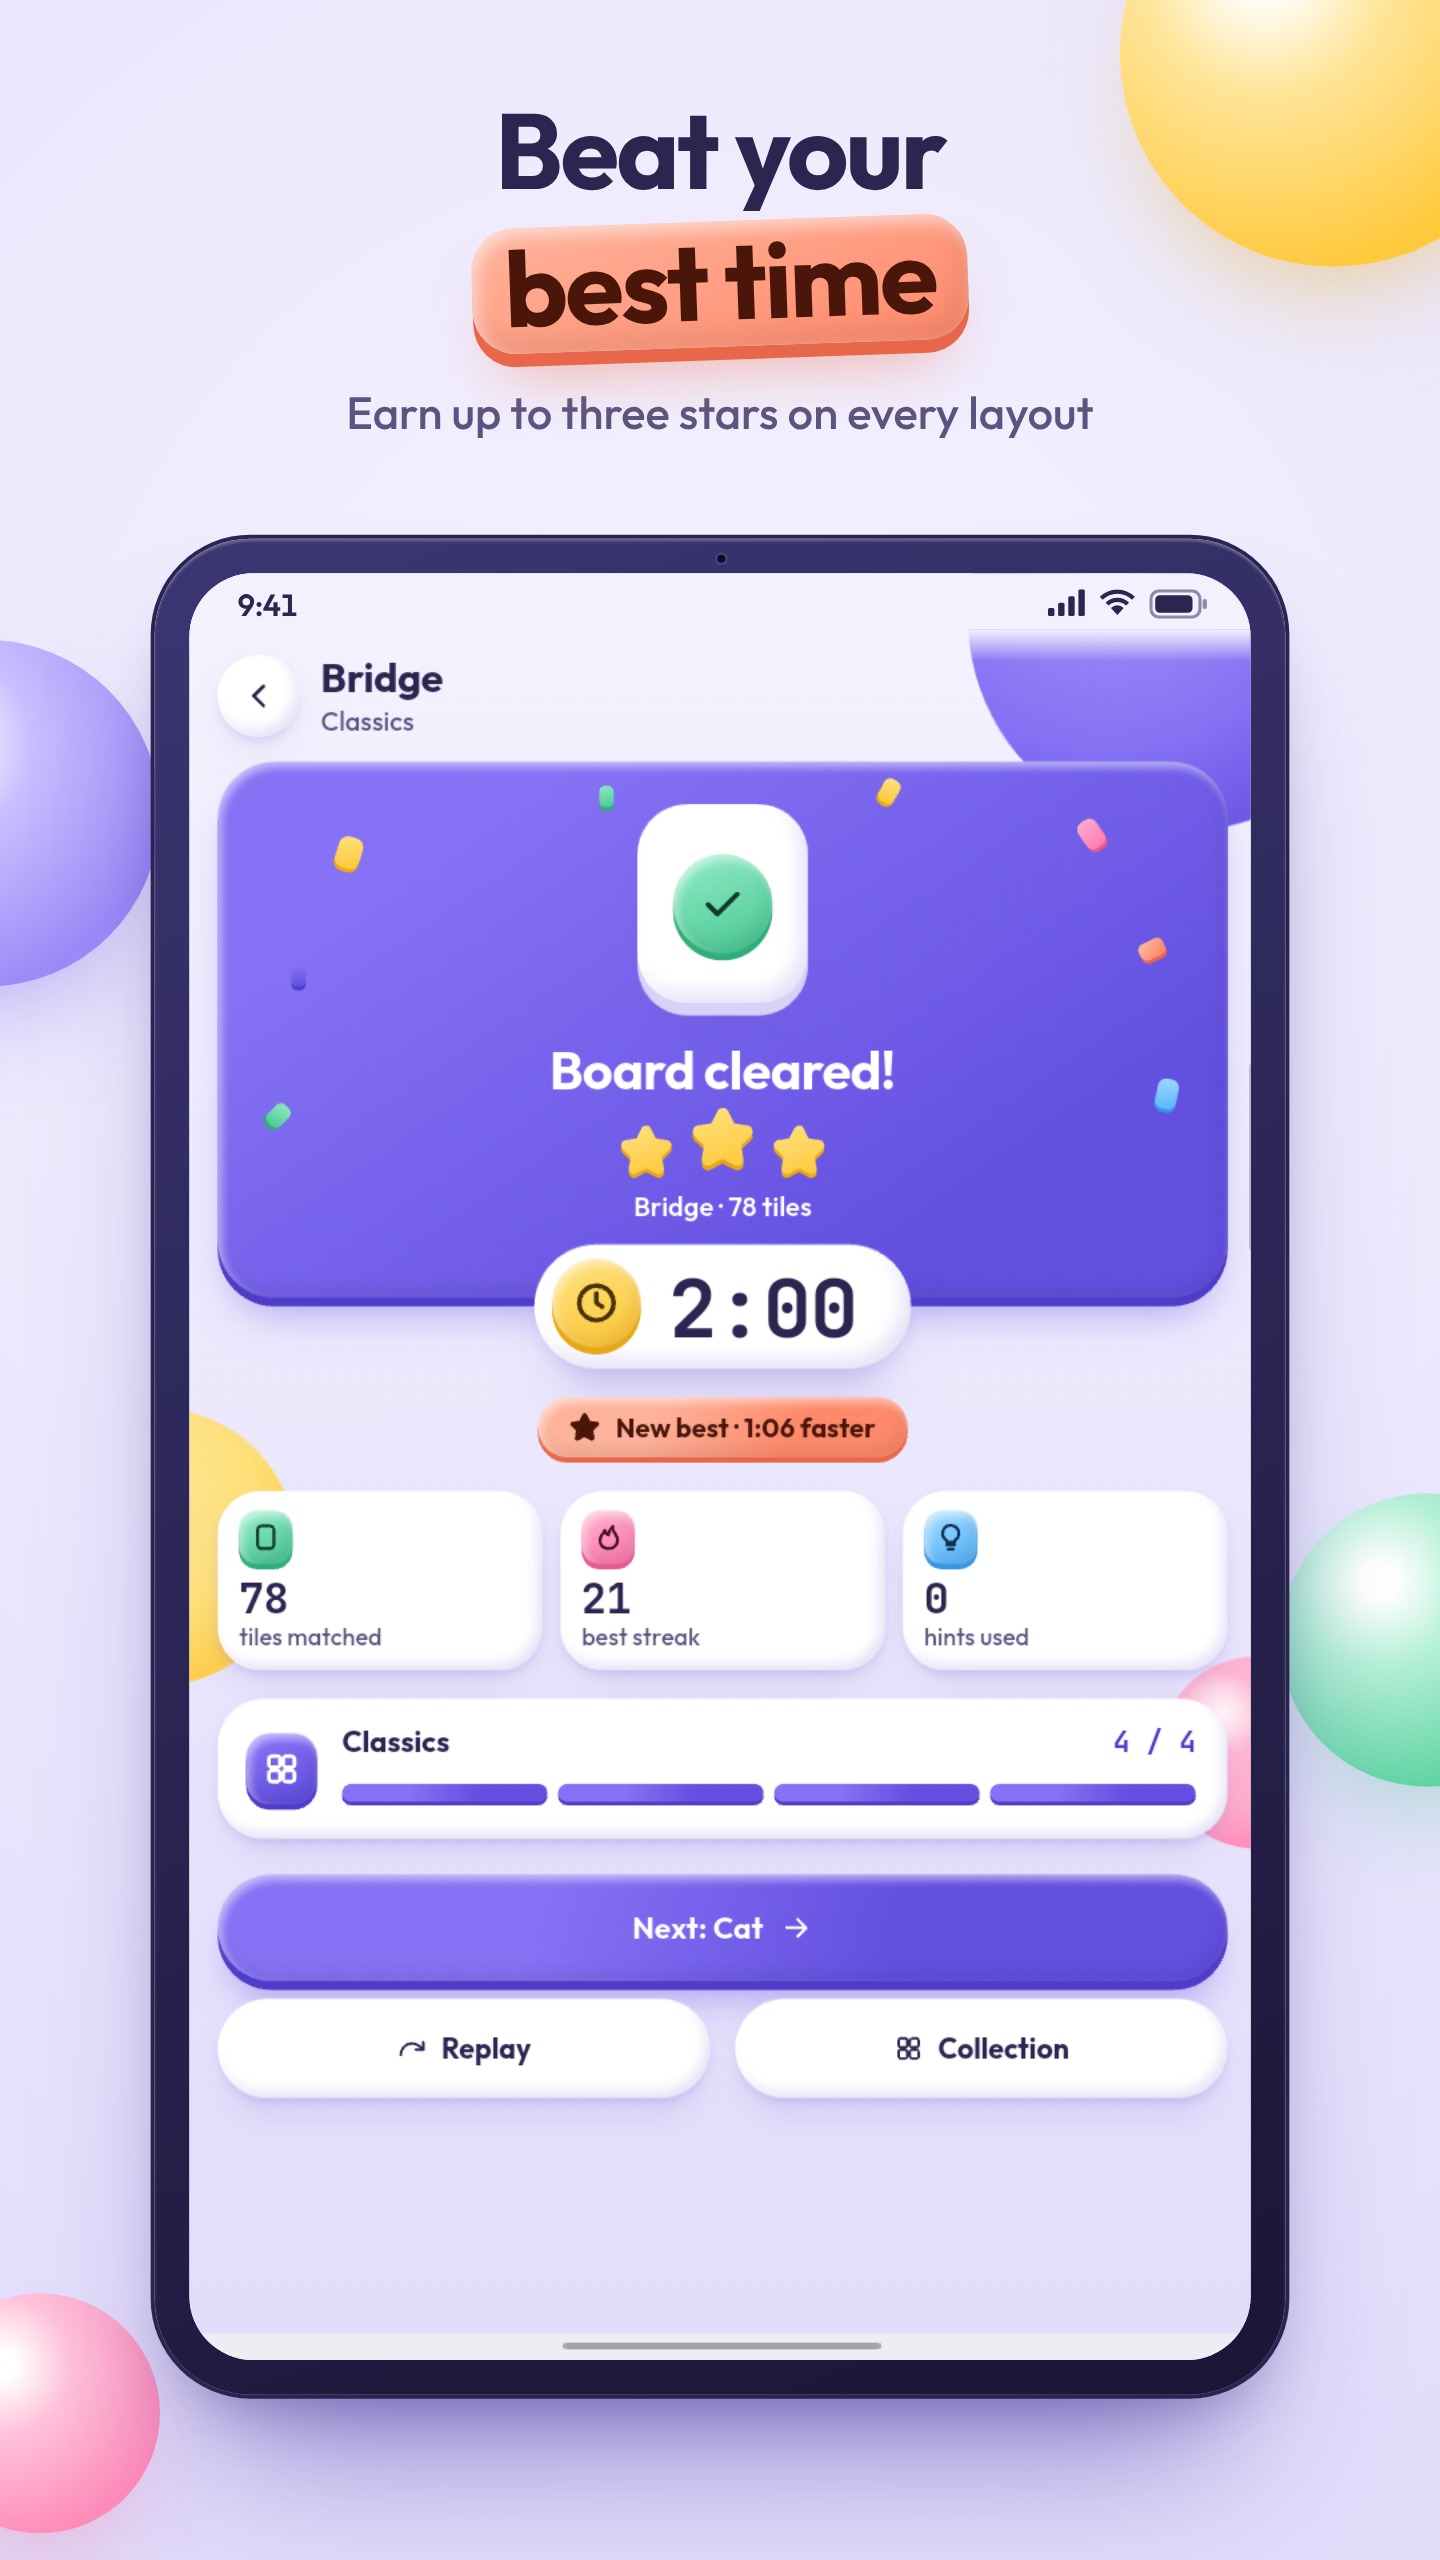 Beat your
best time
Earn up to three stars on every layout
9:41
Bridge
Classics
Board cleared!
Bridge · 78 tiles
2:00
New best · 1:06 faster
78
tiles matched
21
best streak
0
hints used
Classics
4 / 4
Next: Cat
Replay
Collection